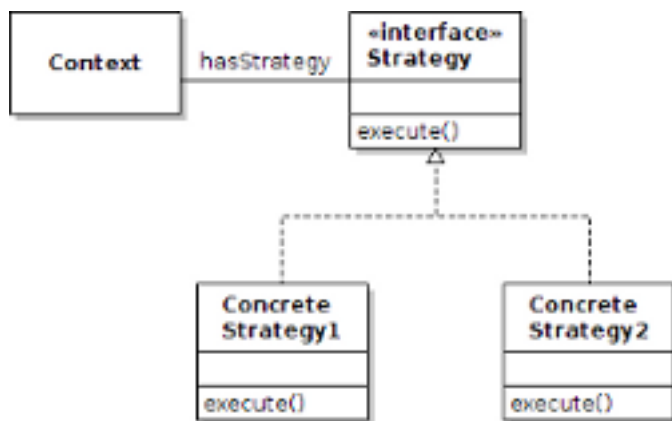 Context
hasStrategy
«interface»
Strategy
execute()
Concrete
Strategy1
execute()
Concrete
Strategy2
execute()